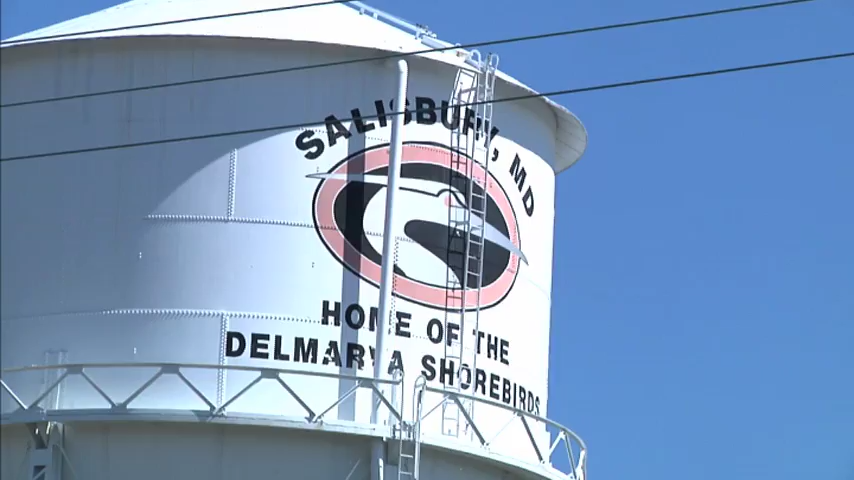 SALISBURY, MD
HOME OF THE
DELMARVA SHOREBIRDS